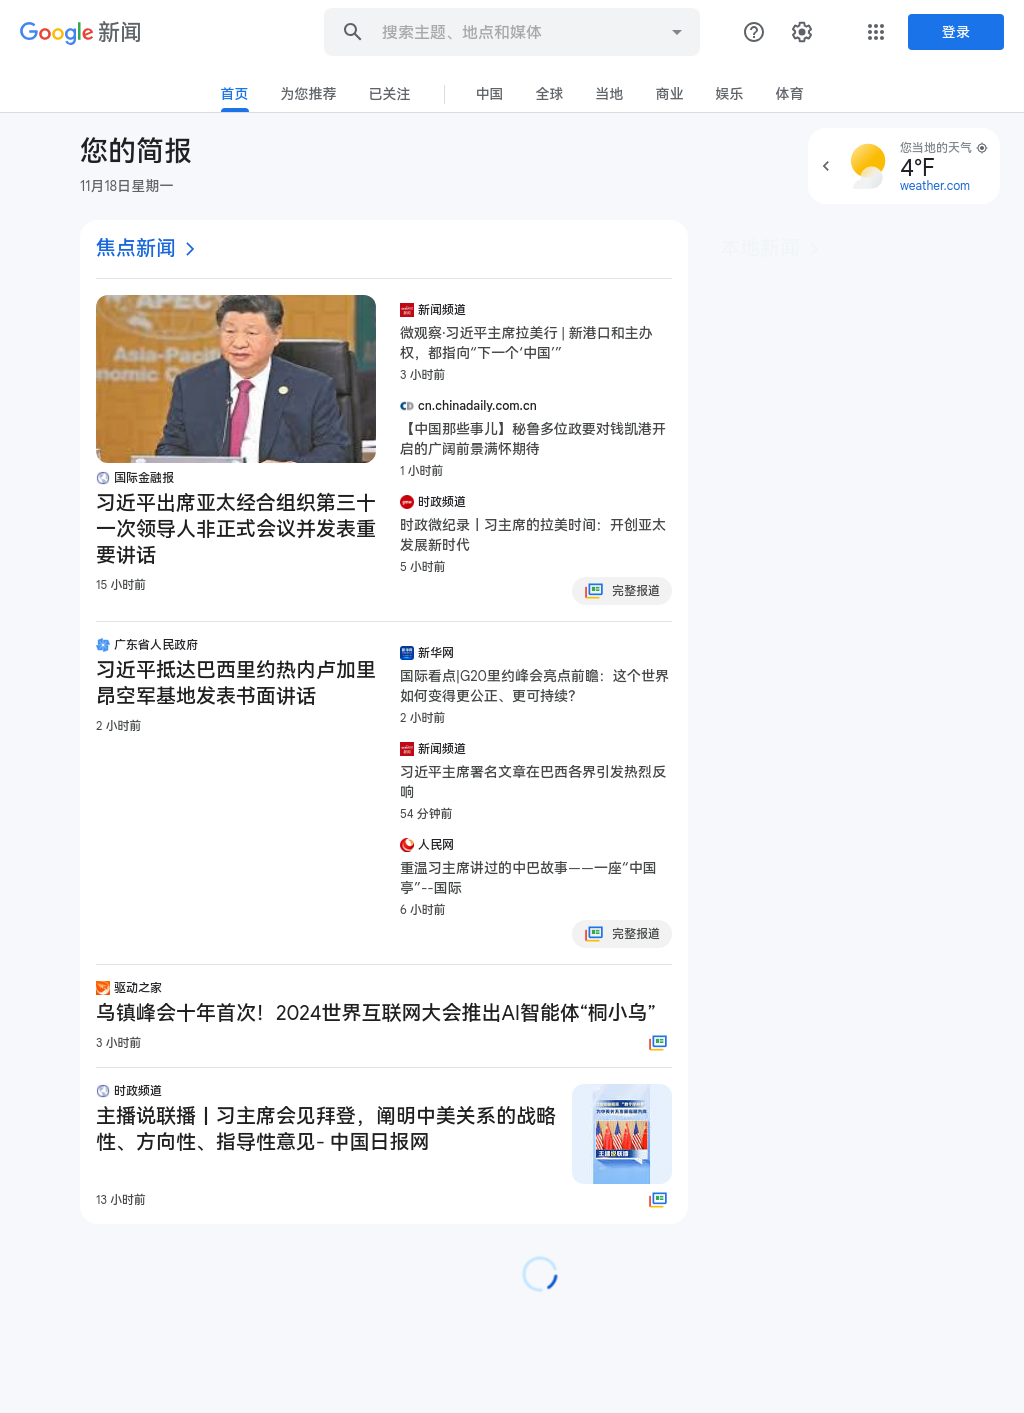 Google 新闻
搜索主题、地点和媒体
登录
首页
为您推荐
已关注
中国
全球
当地
商业
娱乐
体育
您的简报
11月18日星期一
您当地的天气
4°F
weather.com
焦点新闻
本地新闻
APEC
Asia-Pacific
国际金融报
习近平出席亚太经合组织第三十
一次领导人非正式会议并发表重
要讲话
15 小时前
新闻频道
微观察·习近平主席拉美行 | 新港口和主办
权，都指向“下一个‘中国’”
3 小时前
cn.chinadaily.com.cn
【中国那些事儿】秘鲁多位政要对钱凯港开
启的广阔前景满怀期待
1 小时前
时政频道
时政微纪录丨习主席的拉美时间：开创亚太
发展新时代
5 小时前
完整报道
广东省人民政府
习近平抵达巴西里约热内卢加里
昂空军基地发表书面讲话
2 小时前
新华网
国际看点|G20里约峰会亮点前瞻：这个世界
如何变得更公正、更可持续？
2 小时前
新闻频道
习近平主席署名文章在巴西各界引发热烈反
响
54 分钟前
人民网
重温习主席讲过的中巴故事——一座“中国
亭”--国际
6 小时前
完整报道
驱动之家
乌镇峰会十年首次！2024世界互联网大会推出AI智能体“桐小乌”
3 小时前
时政频道
主播说联播丨习主席会见拜登，阐明中美关系的战略
性、方向性、指导性意见- 中国日报网
主播说联播
13 小时前